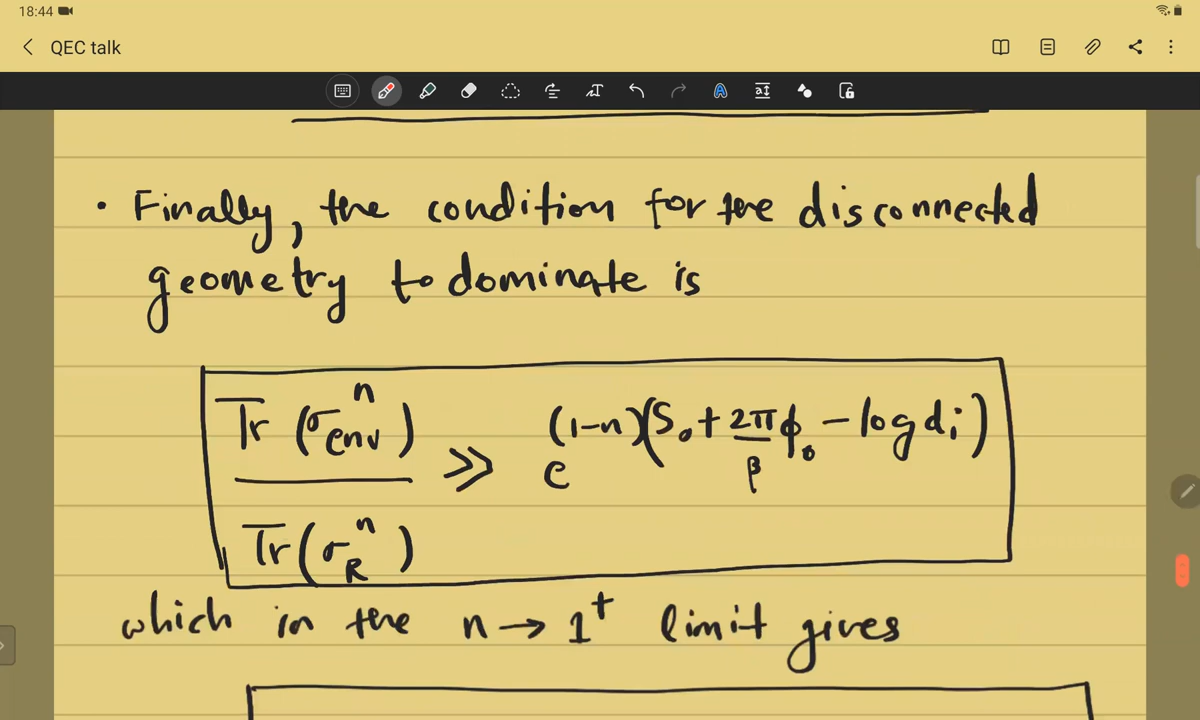 18:44
QEC talk
• Finally, the condition for the disconnected
geometry to dominate is
Tr (σ_env^n) / Tr (σ_R^n) ≫ e^{(1-n)(S_0 + 2π/β ϕ_0 - log d_i)}
which in the n → 1^+ limit gives